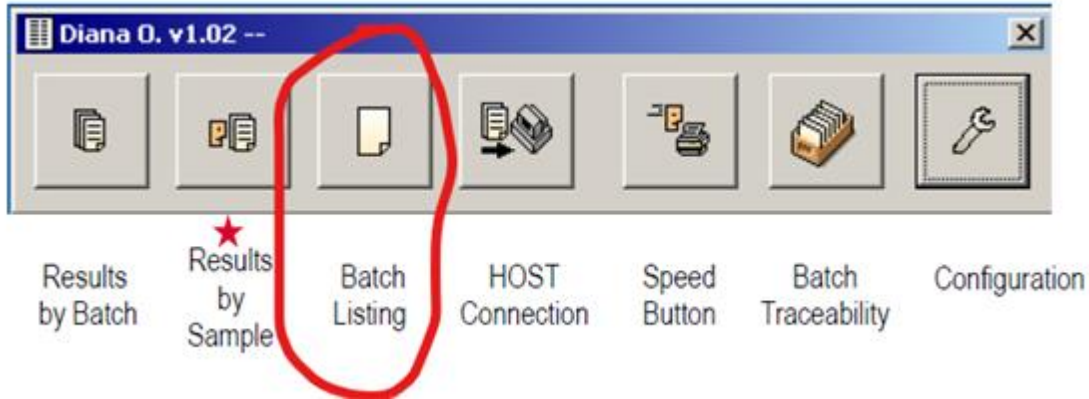 Diana O. v1.02 --
Results by Batch
Results by Sample
Batch Listing
HOST Connection
Speed Button
Batch Traceability
Configuration